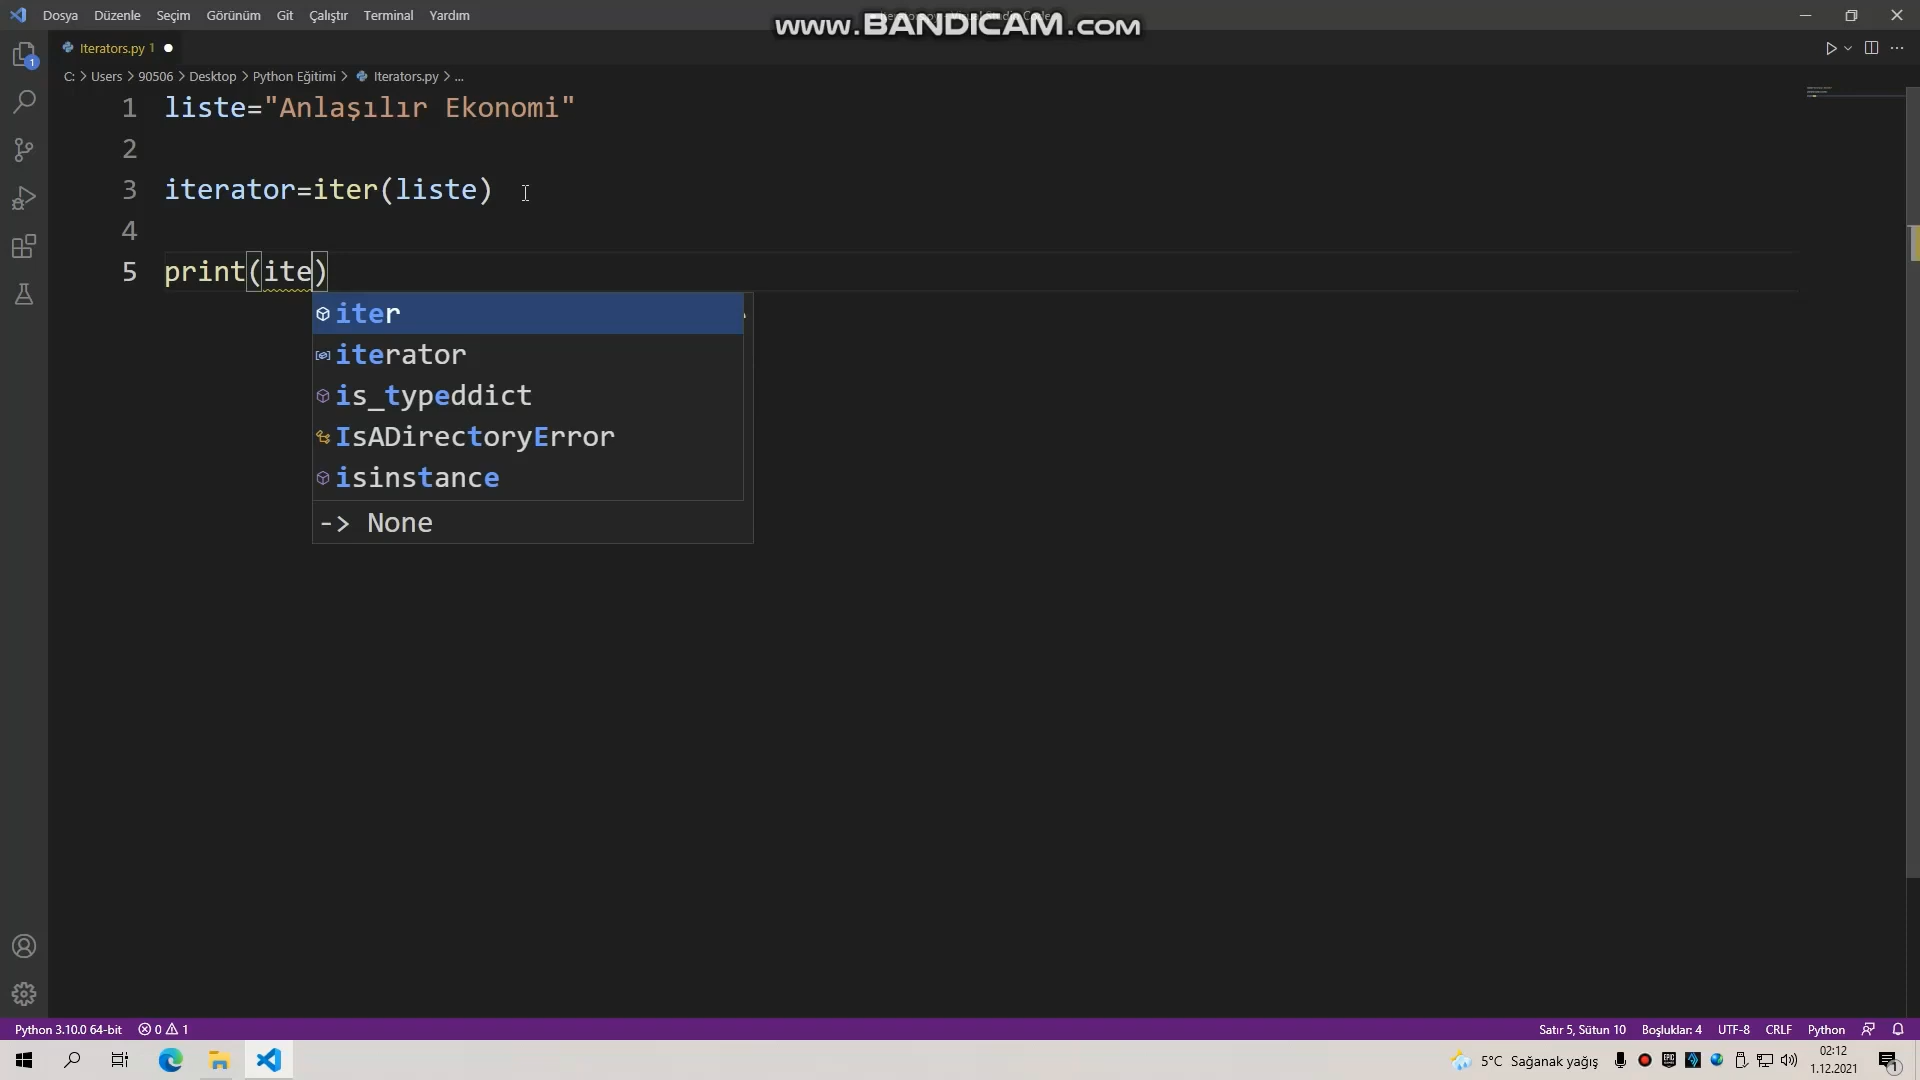 Dosya Düzenle Seçim Görünüm Git Çalıştır Terminal Yardım
www.BANDICAM.com
Iterators.py 1
C: > Users > 90506 > Desktop > Python Eğitimi > Iterators.py > ...
1 liste="Anlaşılır Ekonomi"
2
3 iterator=iter(liste)
4
5 print(ite)
iter
iterator
is_typeddict
IsADirectoryError
isinstance
-> None
1
Python 3.10.0 64-bit 0 1
Satır 5, Sütun 10 Boşluklar: 4 UTF-8 CRLF Python
5°C Sağanak yağış
02:12
1.12.2021
1